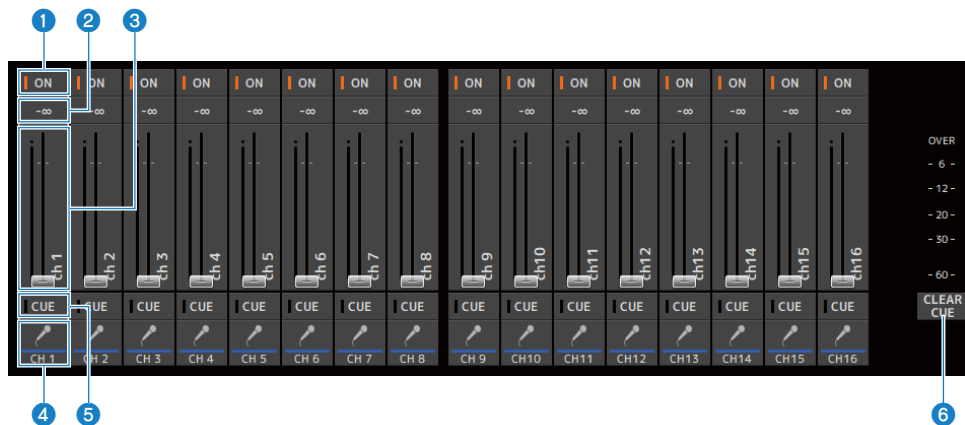 1 2 3
ON ON ON ON ON ON ON ON ON ON ON ON ON ON ON ON
-∞ -∞ -∞ -∞ -∞ -∞ -∞ -∞ -∞ -∞ -∞ -∞ -∞ -∞ -∞ -∞
OVER
- 6 -
- 12 -
- 20 -
- 30 -
- 60 -
ch 1 ch 2 ch 3 ch 4 ch 5 ch 6 ch 7 ch 8 ch 9 ch10 ch11 ch12 ch13 ch14 ch15 ch16
CUE CUE CUE CUE CUE CUE CUE CUE CUE CUE CUE CUE CUE CUE CUE CUE
CLEAR
CUE
CH 1 CH 2 CH 3 CH 4 CH 5 CH 6 CH 7 CH 8 CH 9 CH10 CH11 CH12 CH13 CH14 CH15 CH16
4 5 6